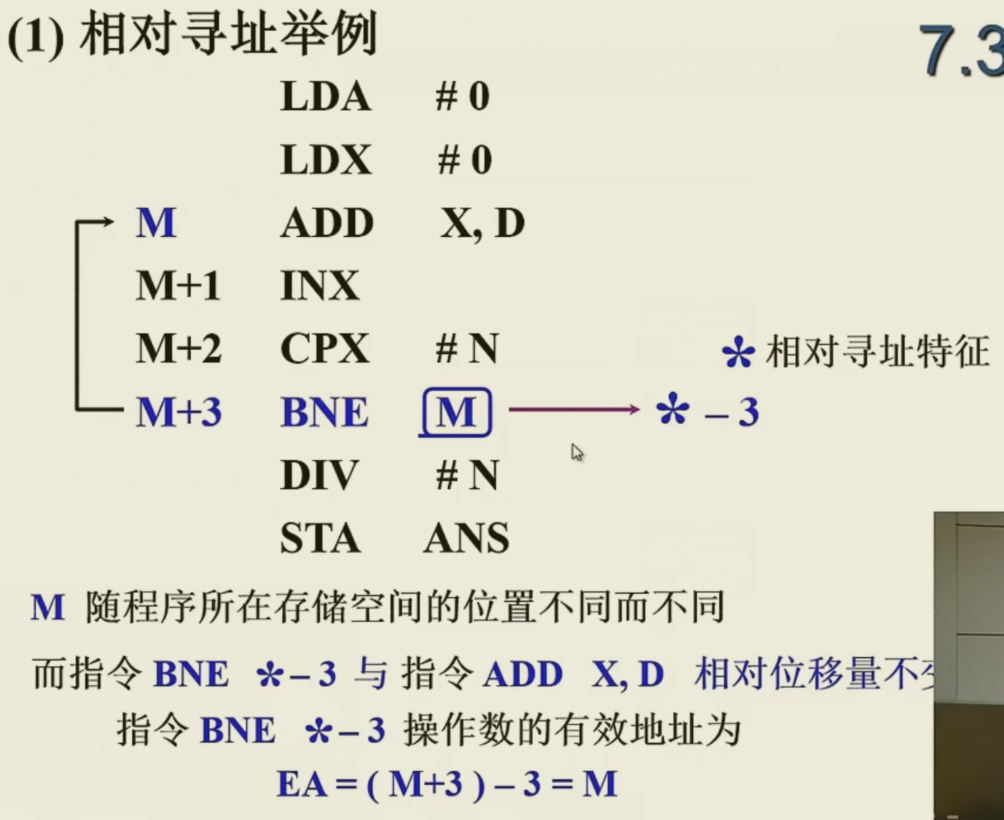 (1) 相对寻址举例
7.3
LDA # 0
LDX # 0
M ADD X, D
M+1 INX
M+2 CPX # N
* 相对寻址特征
M+3 BNE M * – 3
DIV # N
STA ANS
M 随程序所在存储空间的位置不同而不同
而指令 BNE * – 3 与 指令 ADD X, D 相对位移量不
指令 BNE * – 3 操作数的有效地址为
EA = ( M+3 ) – 3 = M